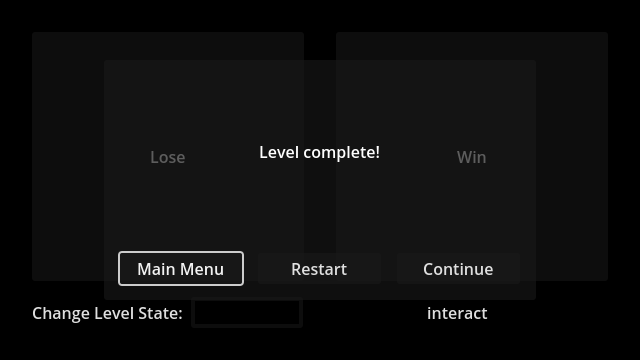 Level complete!
Lose
Win
Main Menu
Restart
Continue
Change Level State:
interact